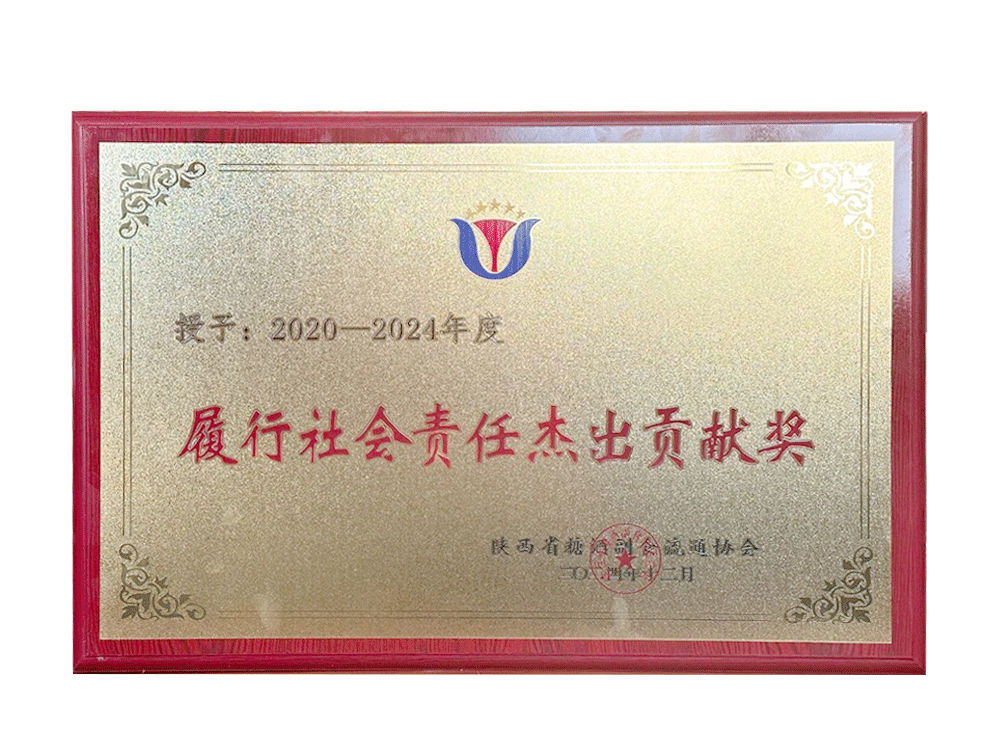 授予：2020—2024年度
履行社会责任杰出贡献奖
陕西省糖酒副食流通协会
二〇二四年十二月